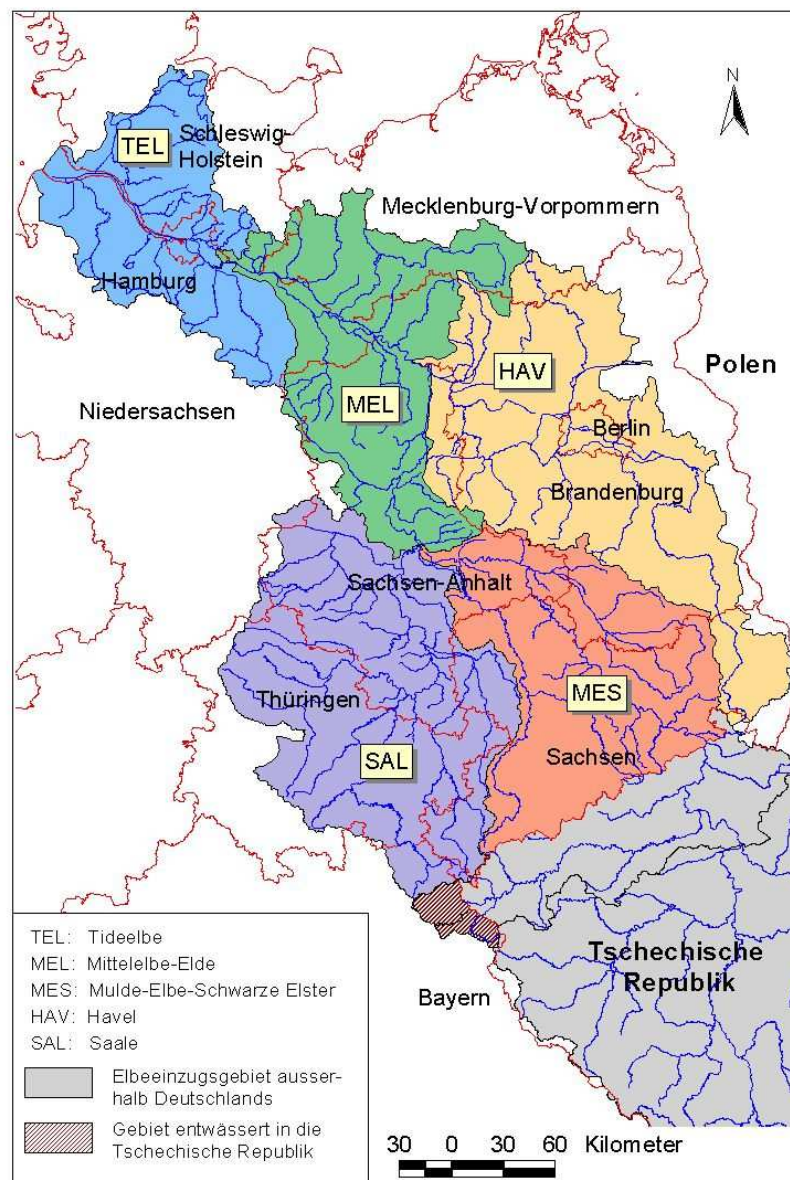 N
TEL
Schleswig-
Holstein
Mecklenburg-Vorpommern
Hamburg
HAV
Polen
MEL
Niedersachsen
Berlin
Brandenburg
Sachsen-Anhalt
MES
Thüringen
Sachsen
SAL
Tschechische
Republik
Bayern
TEL: Tideelbe
MEL: Mittelelbe-Elde
MES: Mulde-Elbe-Schwarze Elster
HAV: Havel
SAL: Saale
Elbeeinzugsgebiet ausser-
halb Deutschlands
Gebiet entwässert in die
Tschechische Republik
30 0 30 60 Kilometer